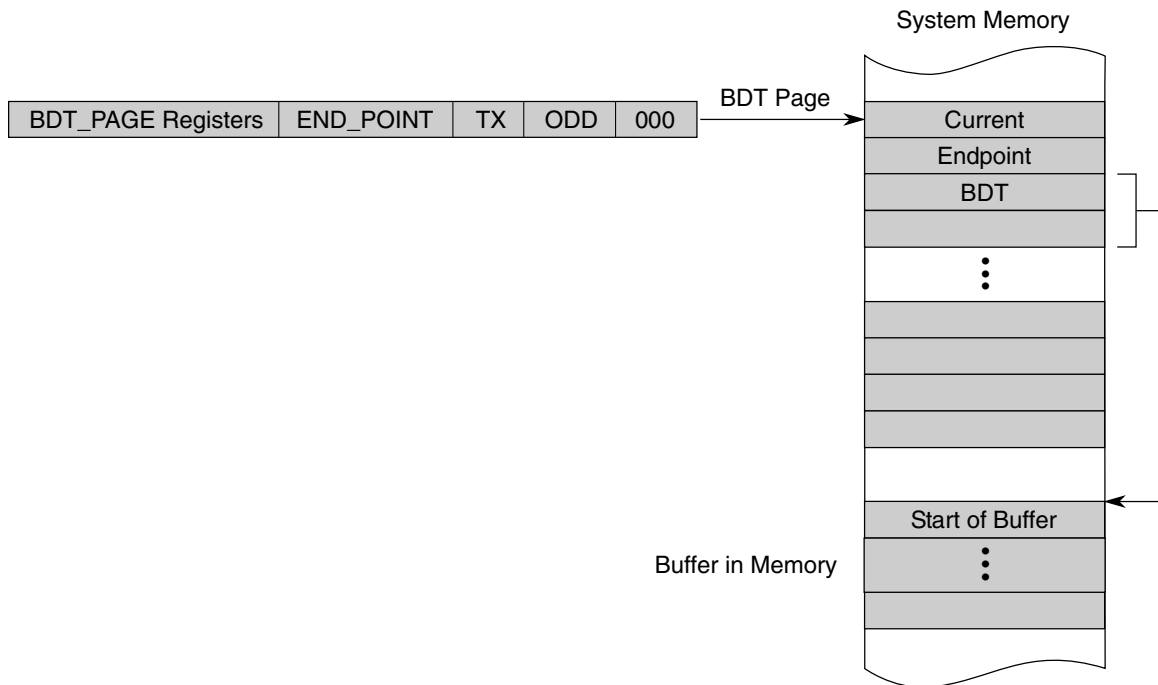 System Memory
BDT Page
BDT_PAGE Registers END_POINT TX ODD 000
Current
Endpoint
BDT
Start of Buffer
Buffer in Memory